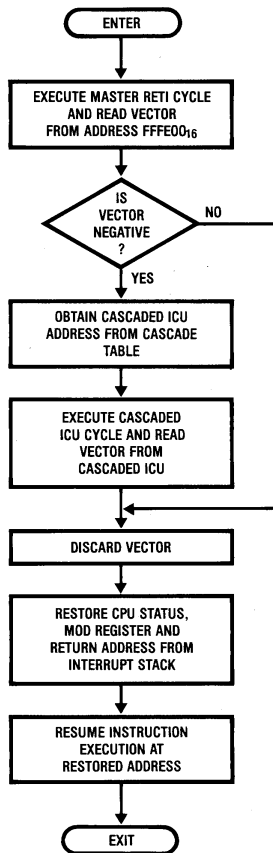 ENTER
EXECUTE MASTER RETI CYCLE
AND READ VECTOR
FROM ADDRESS FFFE00₁₆
IS
VECTOR
NEGATIVE
?
NO
YES
OBTAIN CASCADED ICU
ADDRESS FROM CASCADE
TABLE
EXECUTE CASCADED
ICU CYCLE AND READ
VECTOR FROM
CASCADED ICU
DISCARD VECTOR
RESTORE CPU STATUS,
MOD REGISTER AND
RETURN ADDRESS FROM
INTERRUPT STACK
RESUME INSTRUCTION
EXECUTION AT
RESTORED ADDRESS
EXIT